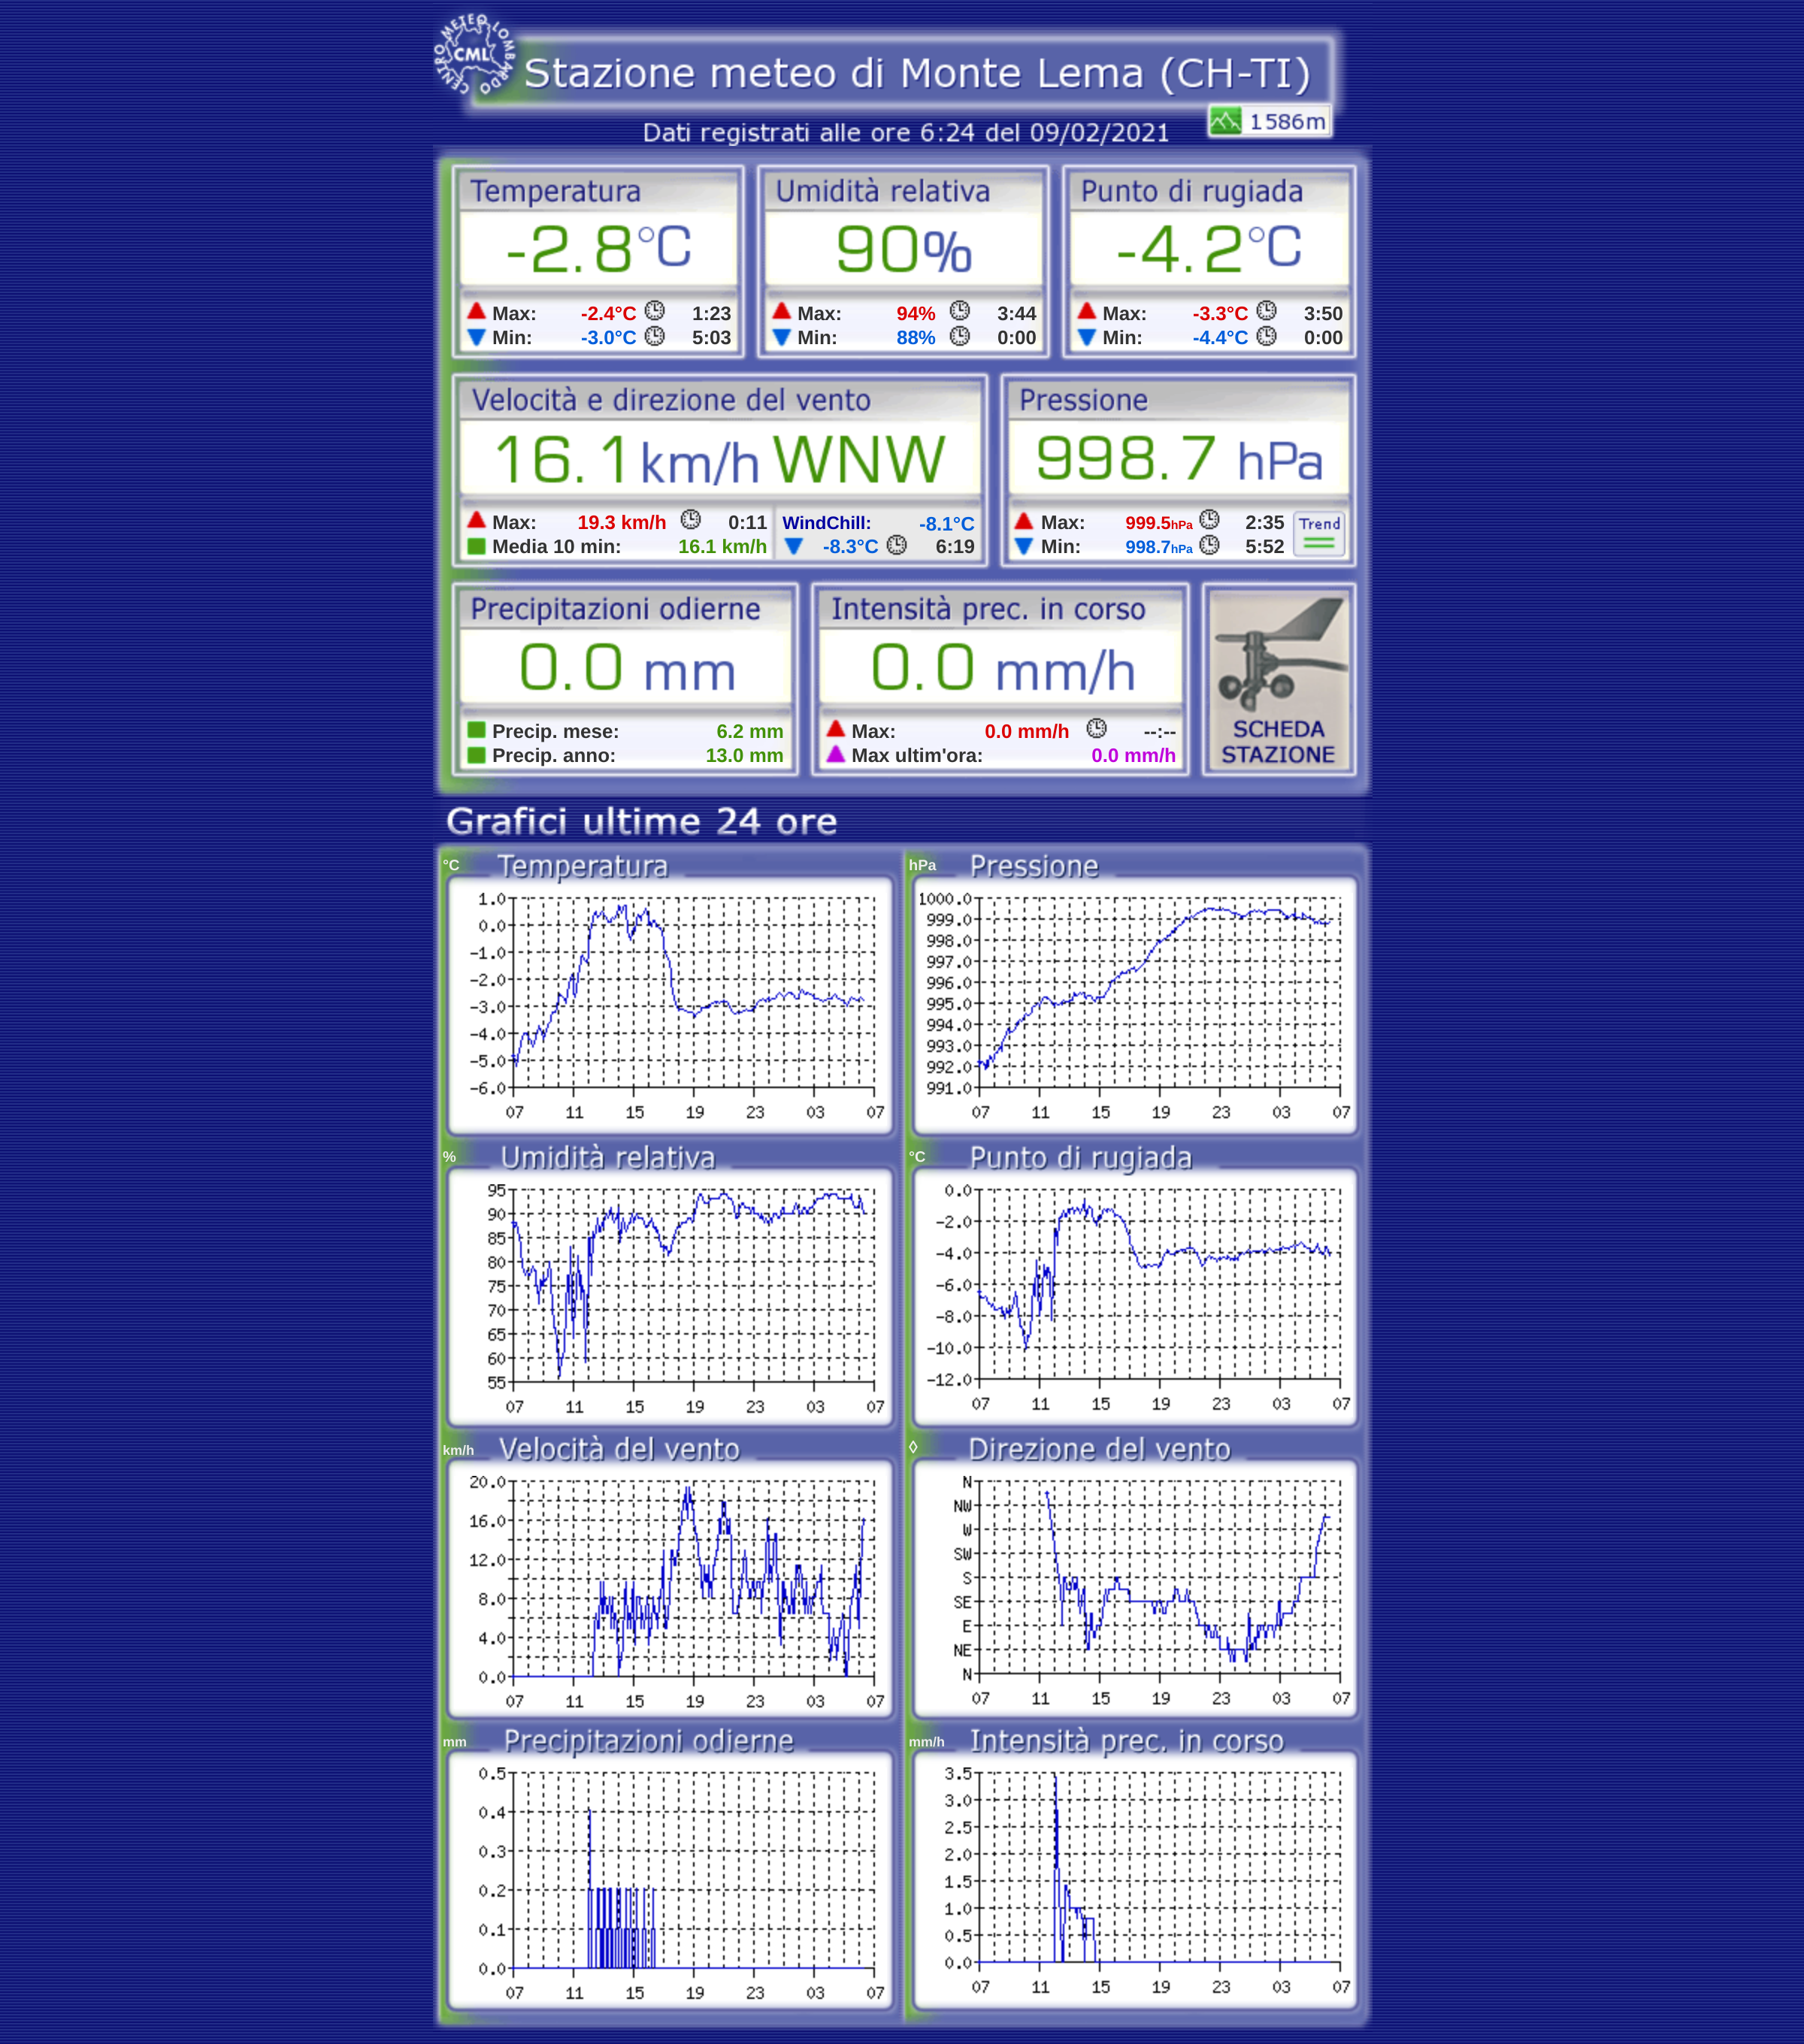 CENTRO METEO LOMBARDO
CML
Stazione meteo di Monte Lema (CH-TI)
1586m
Dati registrati alle ore 6:24 del 09/02/2021
Temperatura Umidità relativa Punto di rugiada
-2.8°C 90% -4.2°C
Max: -2.4°C 1:23 Max: 94% 3:44 Max: -3.3°C 3:50
Min: -3.0°C 5:03 Min: 88% 0:00 Min: -4.4°C 0:00
Velocità e direzione del vento Pressione
16.1 km/h WNW 998.7 hPa
Max: 19.3 km/h 0:11 WindChill: -8.1°C Max: 999.5hPa 2:35 Trend
Media 10 min: 16.1 km/h -8.3°C 6:19 Min: 998.7hPa 5:52
Precipitazioni odierne Intensità prec. in corso
0.0 mm 0.0 mm/h
Precip. mese: 6.2 mm Max: 0.0 mm/h --:-- SCHEDA
Precip. anno: 13.0 mm Max ultim'ora: 0.0 mm/h STAZIONE
Grafici ultime 24 ore
°C Temperatura
1.0
0.0
-1.0
-2.0
-3.0
-4.0
-5.0
-6.0
07 11 15 19 23 03 07
hPa Pressione
1000.0
999.0
998.0
997.0
996.0
995.0
994.0
993.0
992.0
991.0
07 11 15 19 23 03 07
% Umidità relativa
95
90
85
80
75
70
65
60
55
07 11 15 19 23 03 07
°C Punto di rugiada
0.0
-2.0
-4.0
-6.0
-8.0
-10.0
-12.0
07 11 15 19 23 03 07
km/h Velocità del vento
20.0
16.0
12.0
8.0
4.0
0.0
07 11 15 19 23 03 07
◊ Direzione del vento
N
NW
W
SW
S
SE
E
NE
N
07 11 15 19 23 03 07
mm Precipitazioni odierne
0.5
0.4
0.3
0.2
0.1
0.0
07 11 15 19 23 03 07
mm/h Intensità prec. in corso
3.5
3.0
2.5
2.0
1.5
1.0
0.5
0.0
07 11 15 19 23 03 07